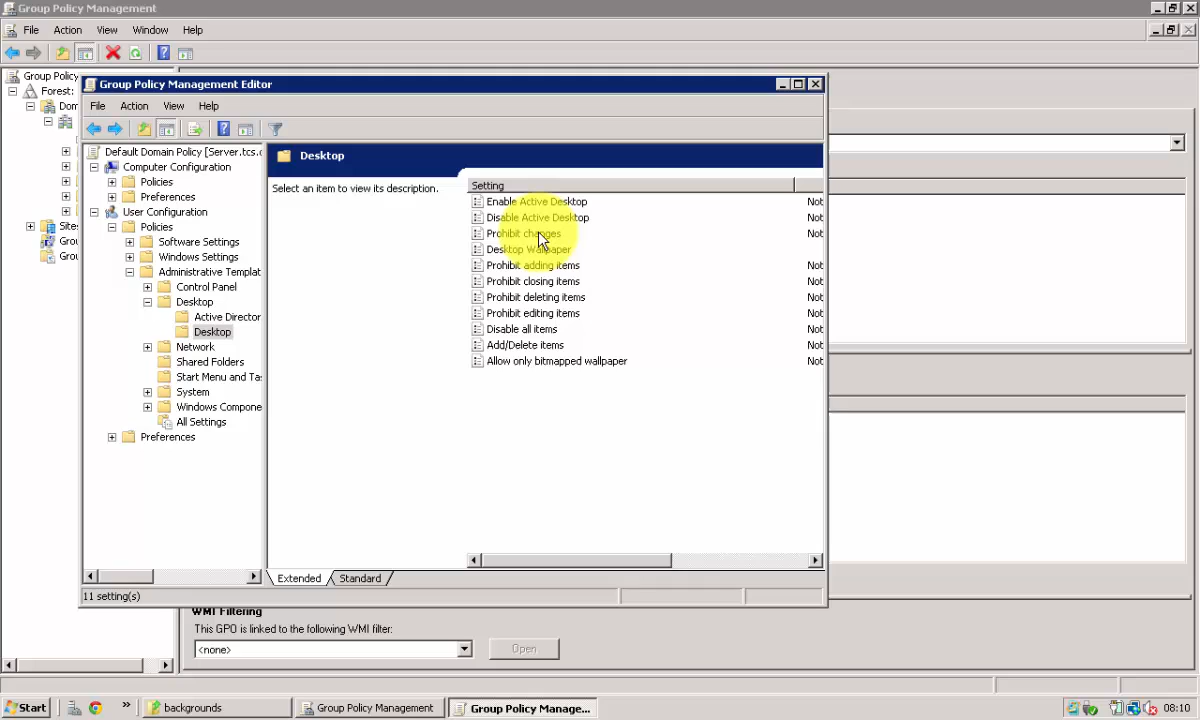 Group Policy Management
File Action View Window Help
Group Policy
Forest:
Dom
Sites
Grou
Grou
Group Policy Management Editor
File Action View Help
Default Domain Policy [Server.tcs.c
Computer Configuration
Policies
Preferences
User Configuration
Policies
Software Settings
Windows Settings
Administrative Templat
Control Panel
Desktop
Active Director
Desktop
Network
Shared Folders
Start Menu and Ta
System
Windows Compone
All Settings
Preferences
Desktop
Select an item to view its description.
Setting
Enable Active Desktop Not
Disable Active Desktop Not
Prohibit changes Not
Desktop Wallpaper
Prohibit adding items Not
Prohibit closing items Not
Prohibit deleting items Not
Prohibit editing items Not
Disable all items Not
Add/Delete items Not
Allow only bitmapped wallpaper Not
Extended Standard
11 setting(s)
WMI Filtering
This GPO is linked to the following WMI filter:
<none> Open
Start » backgrounds Group Policy Management Group Policy Manage... 08:10